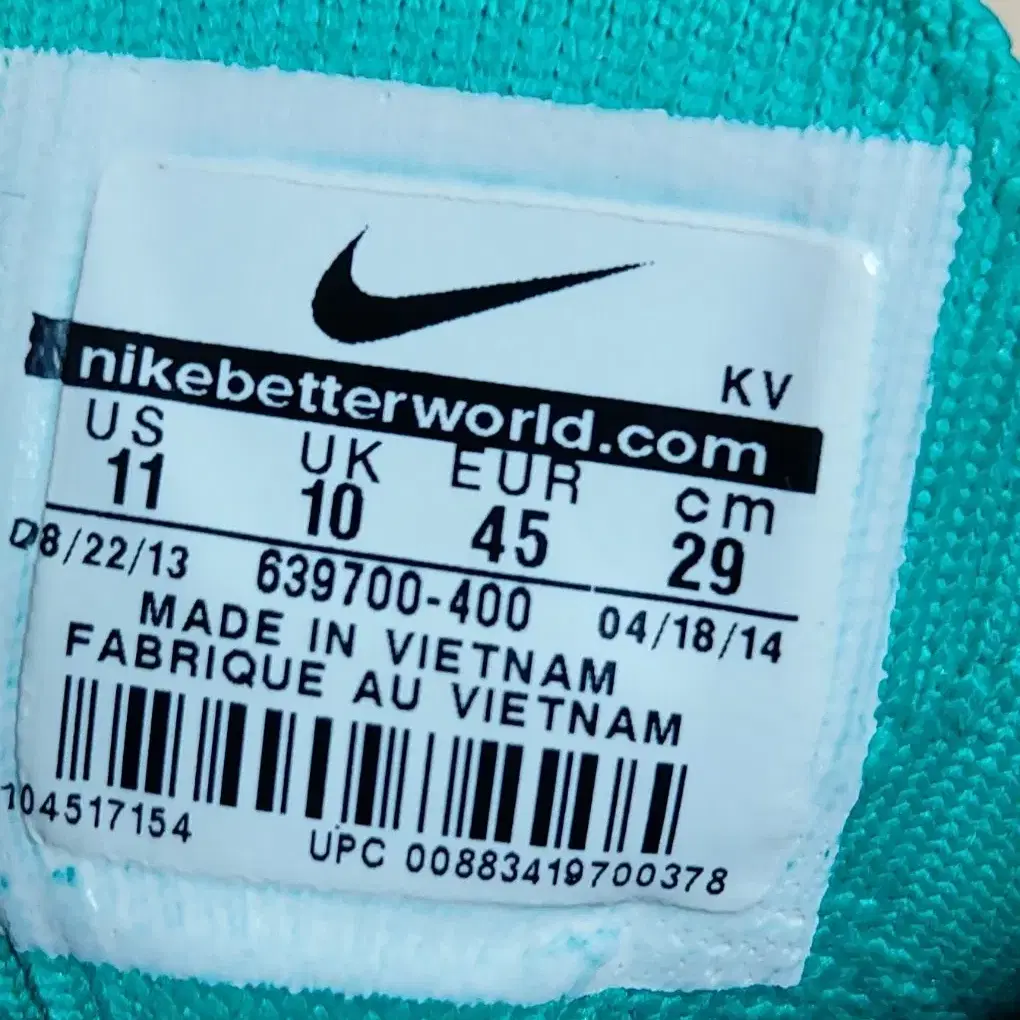 KV
nikebetterworld.com
US UK EUR cm
11 10 45 29
08/22/13 639700-400 04/18/14
MADE IN VIETNAM
FABRIQUE AU VIETNAM
104517154 UPC 00883419700378